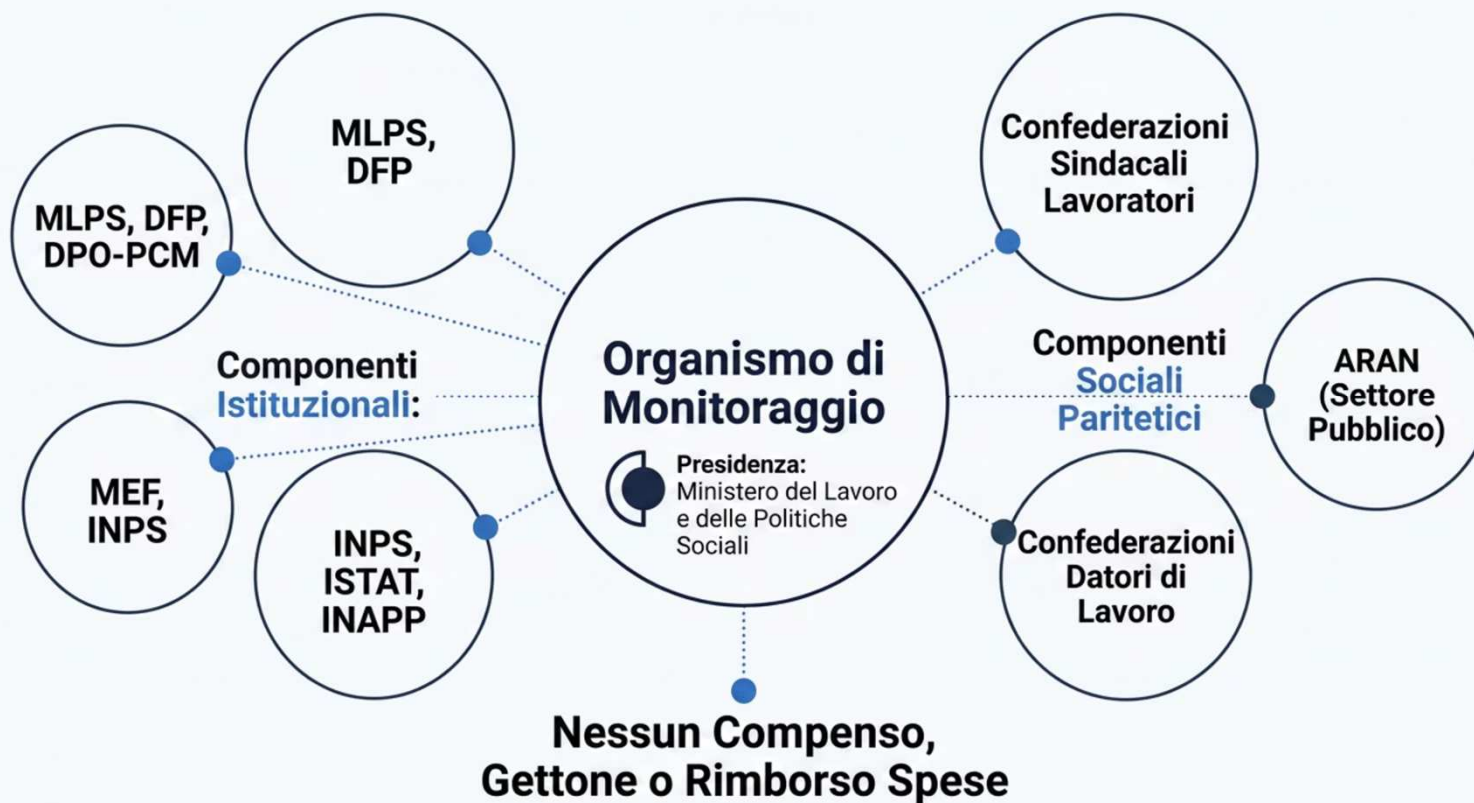 MLPS,
DFP
MLPS, DFP,
DPO-PCM
Componenti
Istituzionali:
MEF,
INPS
INPS,
ISTAT,
INAPP
Organismo di
Monitoraggio
Presidenza:
Ministero del Lavoro
e delle Politiche
Sociali
Confederazioni
Sindacali
Lavoratori
Componenti
Sociali
Paritetici
ARAN
(Settore
Pubblico)
Confederazioni
Datori di
Lavoro
Nessun Compenso,
Gettone o Rimborso Spese